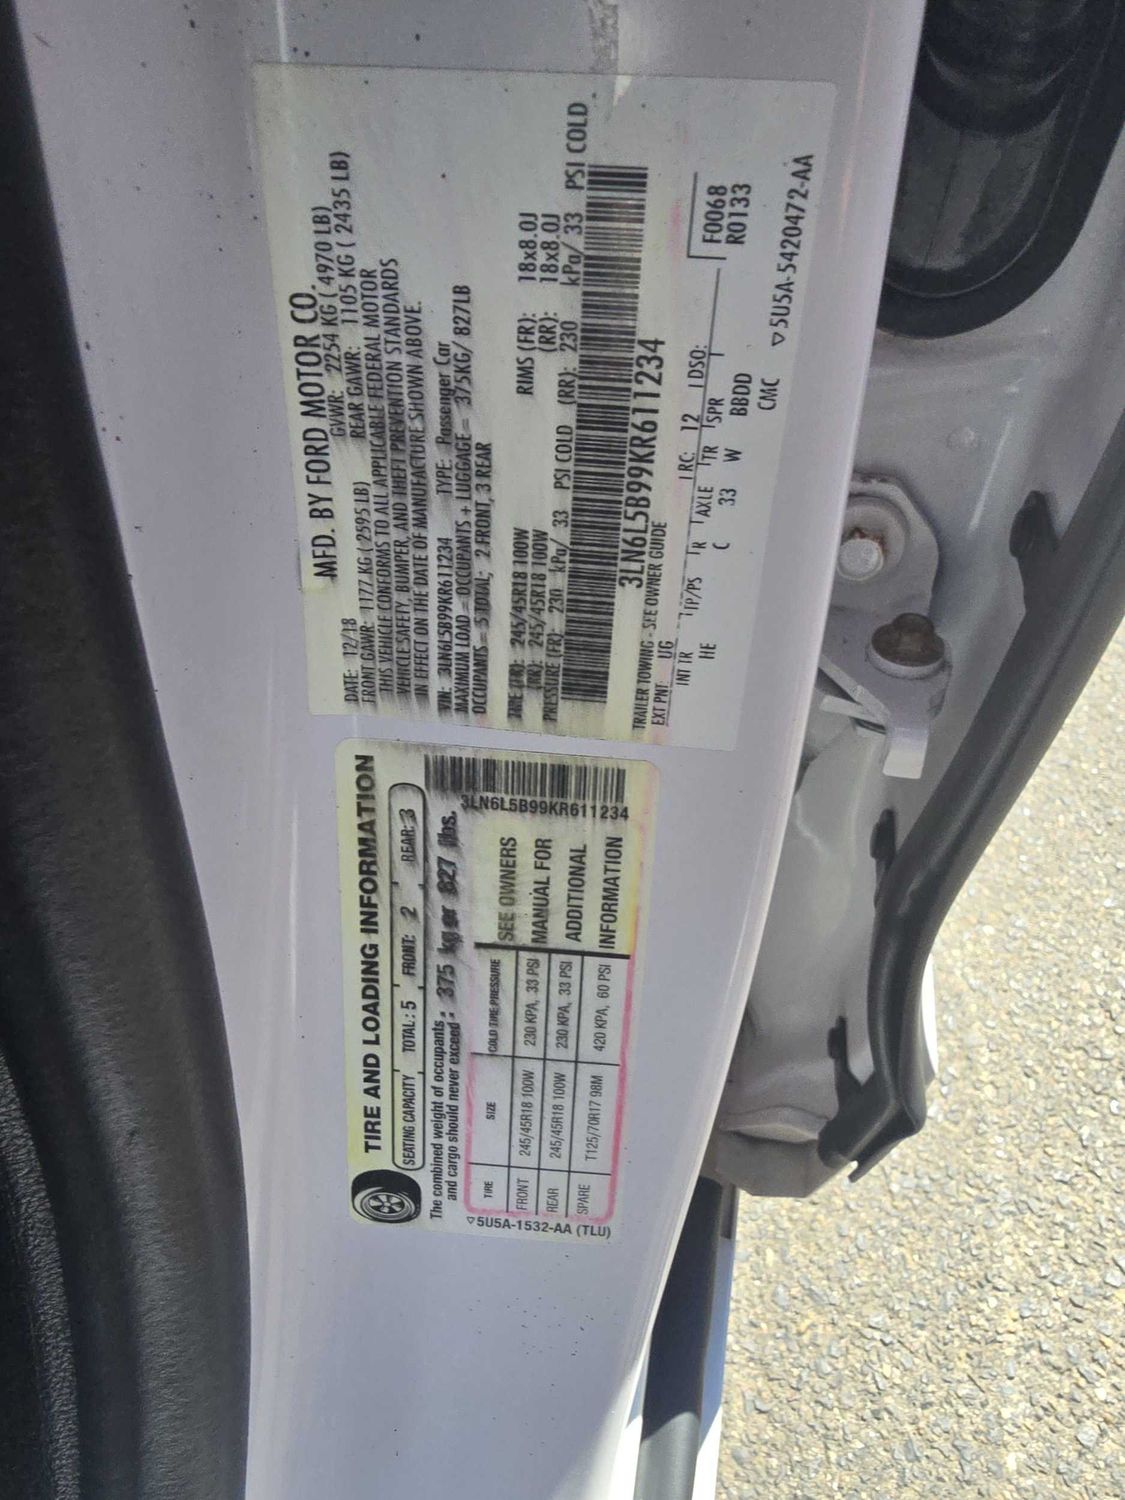 MFD. BY FORD MOTOR CO.
DATE: 12/18 GVWR: 2254 KG ( 4970 LB)
FRONT GAWR: 1177 KG ( 2595 LB) REAR GAWR: 1105 KG ( 2435 LB)
THIS VEHICLE CONFORMS TO ALL APPLICABLE FEDERAL MOTOR
VEHICLE SAFETY, BUMPER, AND THEFT PREVENTION STANDARDS
IN EFFECT ON THE DATE OF MANUFACTURE SHOWN ABOVE.
VIN: 3LN6L5B99KR611234 TYPE: Passenger Car
MAXIMUM LOAD = OCCUPANTS + LUGGAGE = 375KG/ 827LB
OCCUPANTS = 5 TOTAL; 2 FRONT, 3 REAR
TIRE (FR): 245/45R18 100W RIMS (FR): 18x8.0J
(RR): 245/45R18 100W (RR): 18x8.0J
PRESSURE (FR): 230 kPa/ 33 PSI COLD (RR): 230 kPa/ 33 PSI COLD
3LN6L5B99KR611234
TRAILER TOWING - SEE OWNER GUIDE
EXT PNT: UG RC: 12 DSO: F0068
R0133
INT TR TP/PS R AXLE TR SPR
HE C 33 W BBDD
CMC
▽5U5A-5420472-AA
TIRE AND LOADING INFORMATION
SEATING CAPACITY TOTAL: 5 FRONT: 2 REAR: 3
The combined weight of occupants
and cargo should never exceed - 375 kg or 827 lbs.
3LN6L5B99KR611234
TIRE SIZE COLD TIRE PRESSURE
FRONT 245/45R18 100W 230 KPA, 33 PSI
REAR 245/45R18 100W 230 KPA, 33 PSI
SPARE T125/70R17 98M 420 KPA, 60 PSI
SEE OWNERS
MANUAL FOR
ADDITIONAL
INFORMATION
▽5U5A-1532-AA (TLU)